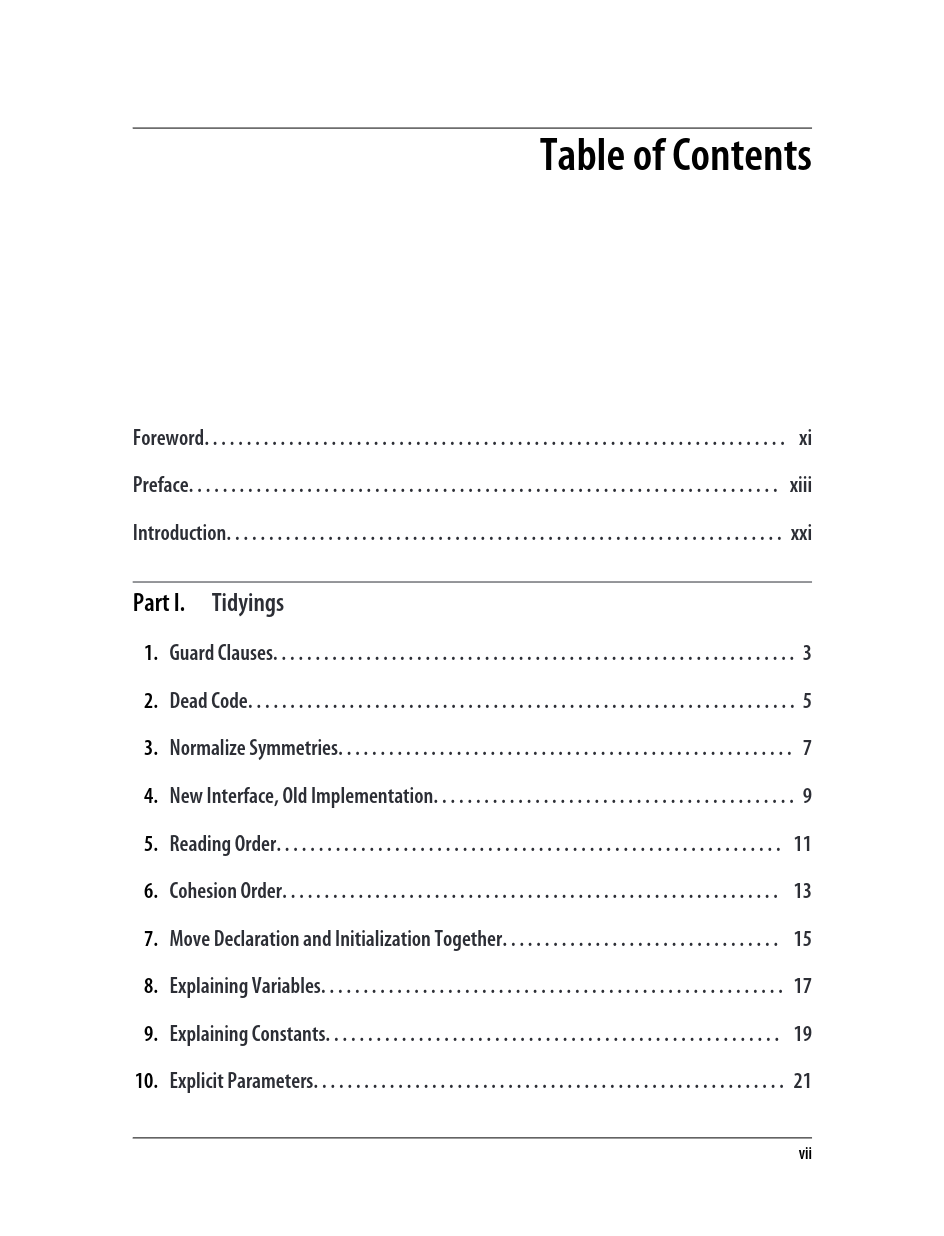 Table of Contents
Foreword. . . . . . . . . . . . . . . . . . . . . . . . . . . . . . . . . . . . . . . . . . . . . . . . . . . . . . . . . . . . . . . . . . . . . xi
Preface. . . . . . . . . . . . . . . . . . . . . . . . . . . . . . . . . . . . . . . . . . . . . . . . . . . . . . . . . . . . . . . . . . . . . . xiii
Introduction. . . . . . . . . . . . . . . . . . . . . . . . . . . . . . . . . . . . . . . . . . . . . . . . . . . . . . . . . . . . . . . . . . xxi
Part I. Tidyings
1. Guard Clauses. . . . . . . . . . . . . . . . . . . . . . . . . . . . . . . . . . . . . . . . . . . . . . . . . . . . . . . . . . . . . . 3
2. Dead Code. . . . . . . . . . . . . . . . . . . . . . . . . . . . . . . . . . . . . . . . . . . . . . . . . . . . . . . . . . . . . . . . . 5
3. Normalize Symmetries. . . . . . . . . . . . . . . . . . . . . . . . . . . . . . . . . . . . . . . . . . . . . . . . . . . . . . 7
4. New Interface, Old Implementation. . . . . . . . . . . . . . . . . . . . . . . . . . . . . . . . . . . . . . . . . . . 9
5. Reading Order. . . . . . . . . . . . . . . . . . . . . . . . . . . . . . . . . . . . . . . . . . . . . . . . . . . . . . . . . . . . 11
6. Cohesion Order. . . . . . . . . . . . . . . . . . . . . . . . . . . . . . . . . . . . . . . . . . . . . . . . . . . . . . . . . . . 13
7. Move Declaration and Initialization Together. . . . . . . . . . . . . . . . . . . . . . . . . . . . . . . . . 15
8. Explaining Variables. . . . . . . . . . . . . . . . . . . . . . . . . . . . . . . . . . . . . . . . . . . . . . . . . . . . . . . 17
9. Explaining Constants. . . . . . . . . . . . . . . . . . . . . . . . . . . . . . . . . . . . . . . . . . . . . . . . . . . . . . 19
10. Explicit Parameters. . . . . . . . . . . . . . . . . . . . . . . . . . . . . . . . . . . . . . . . . . . . . . . . . . . . . . . . 21
vii